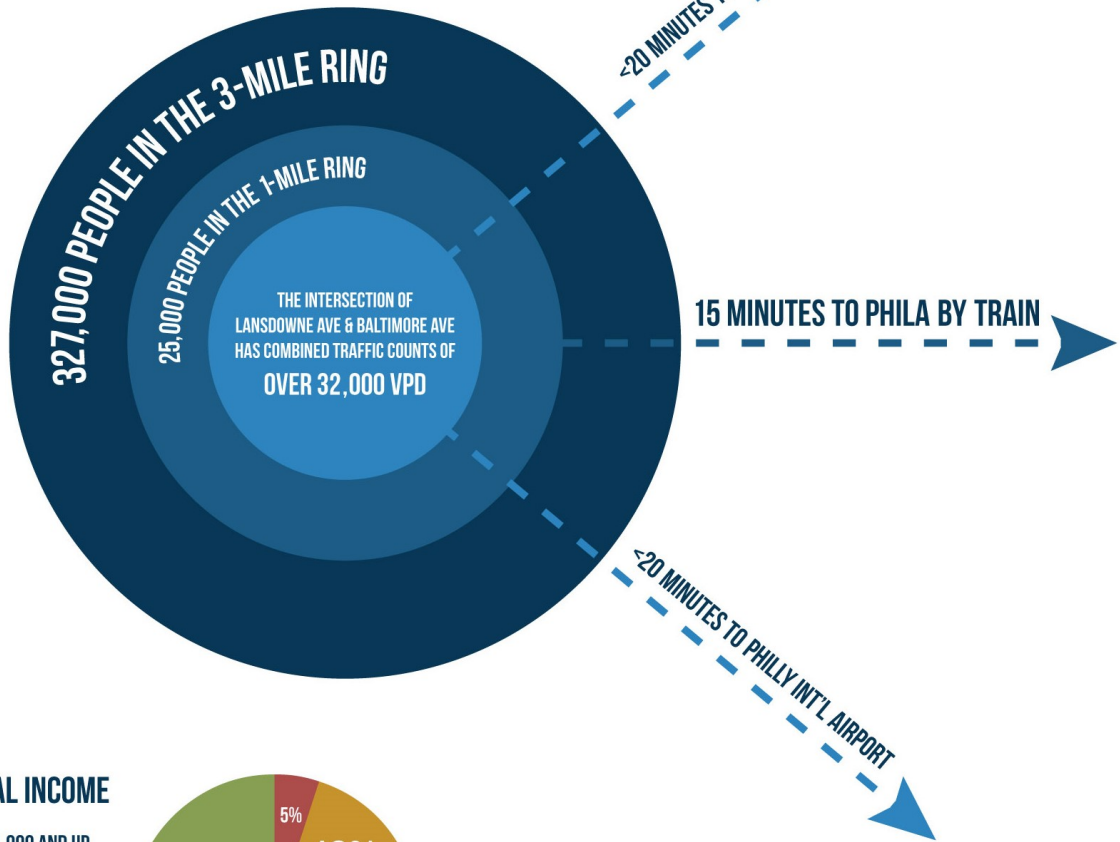 <20 MINUTES
327,000 PEOPLE IN THE 3-MILE RING
25,000 PEOPLE IN THE 1-MILE RING
THE INTERSECTION OF
LANSDOWNE AVE & BALTIMORE AVE
HAS COMBINED TRAFFIC COUNTS OF
OVER 32,000 VPD
15 MINUTES TO PHILA BY TRAIN
<20 MINUTES TO PHILLY INT'L AIRPORT
INCOME
5%